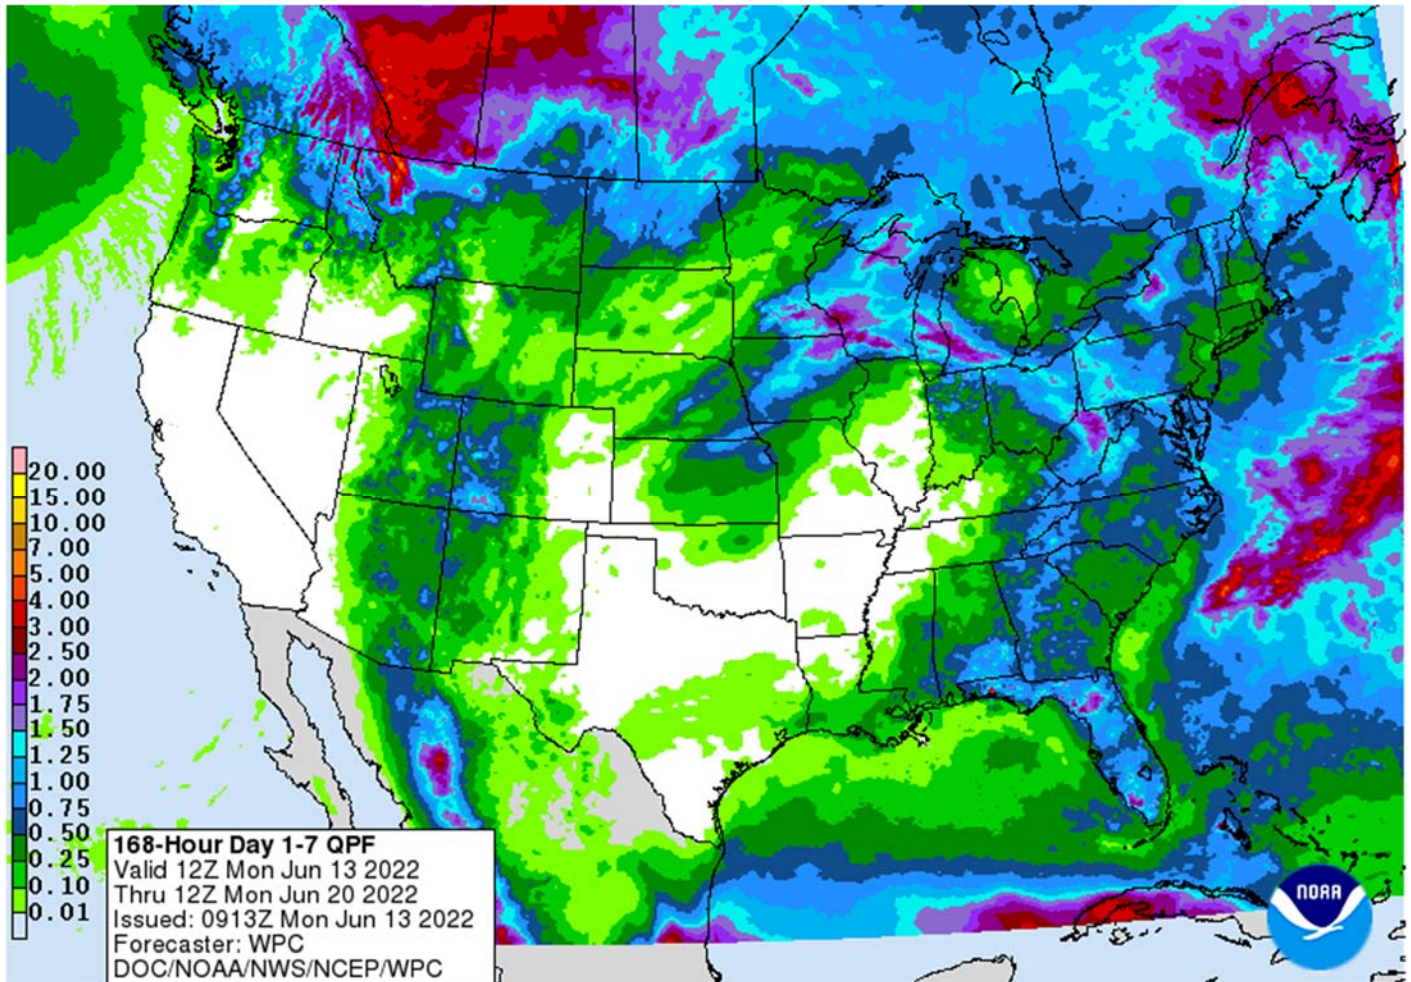 20.00
15.00
10.00
7.00
5.00
4.00
3.00
2.50
2.00
1.75
1.50
1.25
1.00
0.75
0.50
0.25
0.10
0.01
168-Hour Day 1-7 QPF
Valid 12Z Mon Jun 13 2022
Thru 12Z Mon Jun 20 2022
Issued: 0913Z Mon Jun 13 2022
Forecaster: WPC
DOC/NOAA/NWS/NCEP/WPC
NOAA